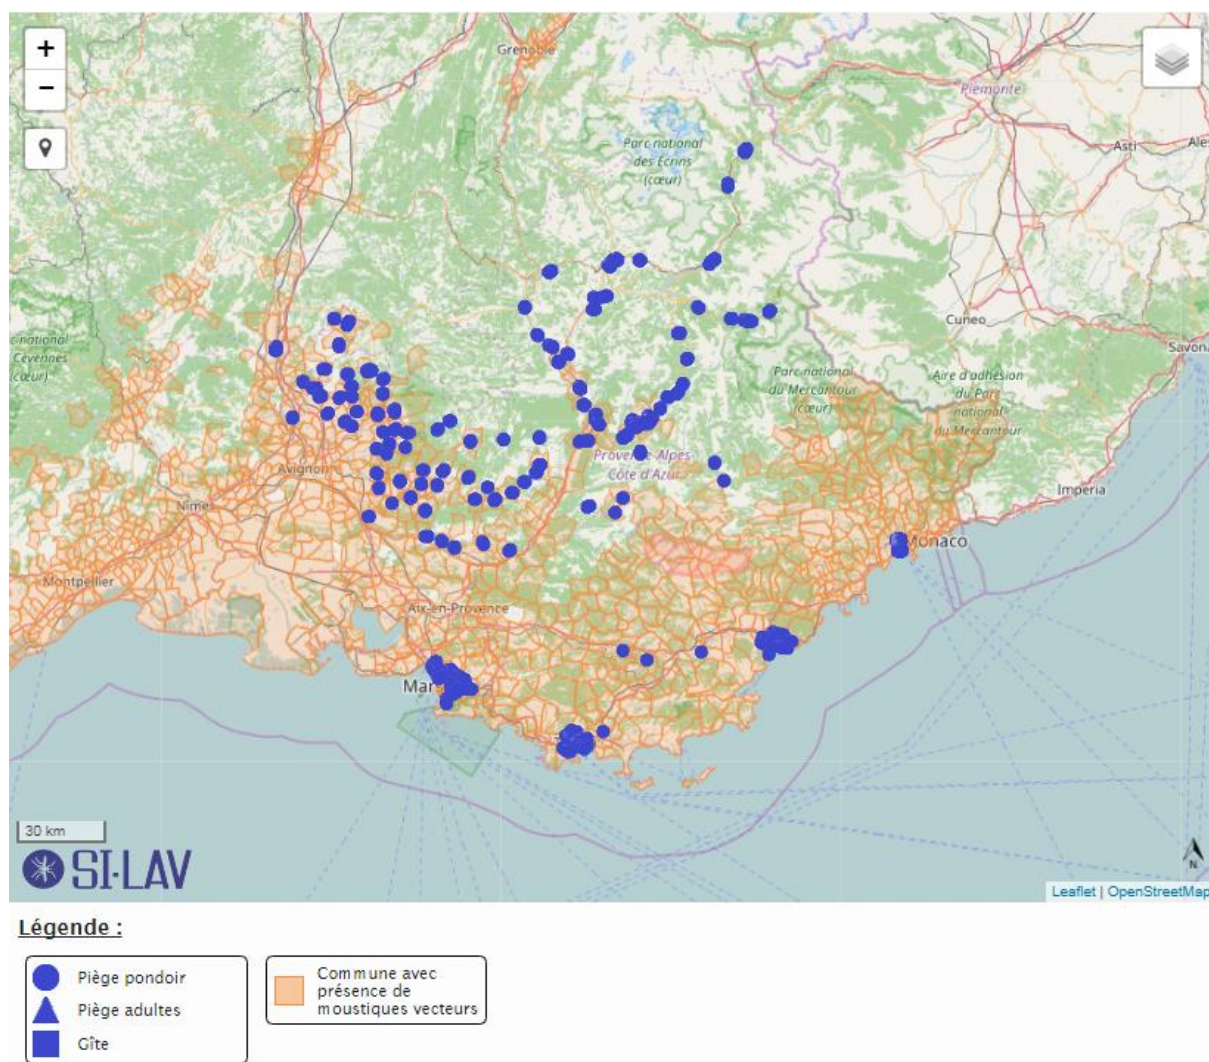 +
Grenoble
−
Piemonte
Parc national
des Écrins
(cœur)
Asti
Ale
Cuneo
Savona
c national
Cévennes
(cœur)
Parc national
du Mercantour
(cœur)
Aire d'adhésion
du Parc
national
du Mercantour
Provence-Alpes-
Côte d'Azur
Avignon
Nîmes
Imperia
Monaco
Montpellier
Aix-en-Provence
Mar
30 km
SI-LAV
N
Leaflet | OpenStreetMap
Légende :
Piège pondoir
Piège adultes
Gîte
Commune avec
présence de
moustiques vecteurs